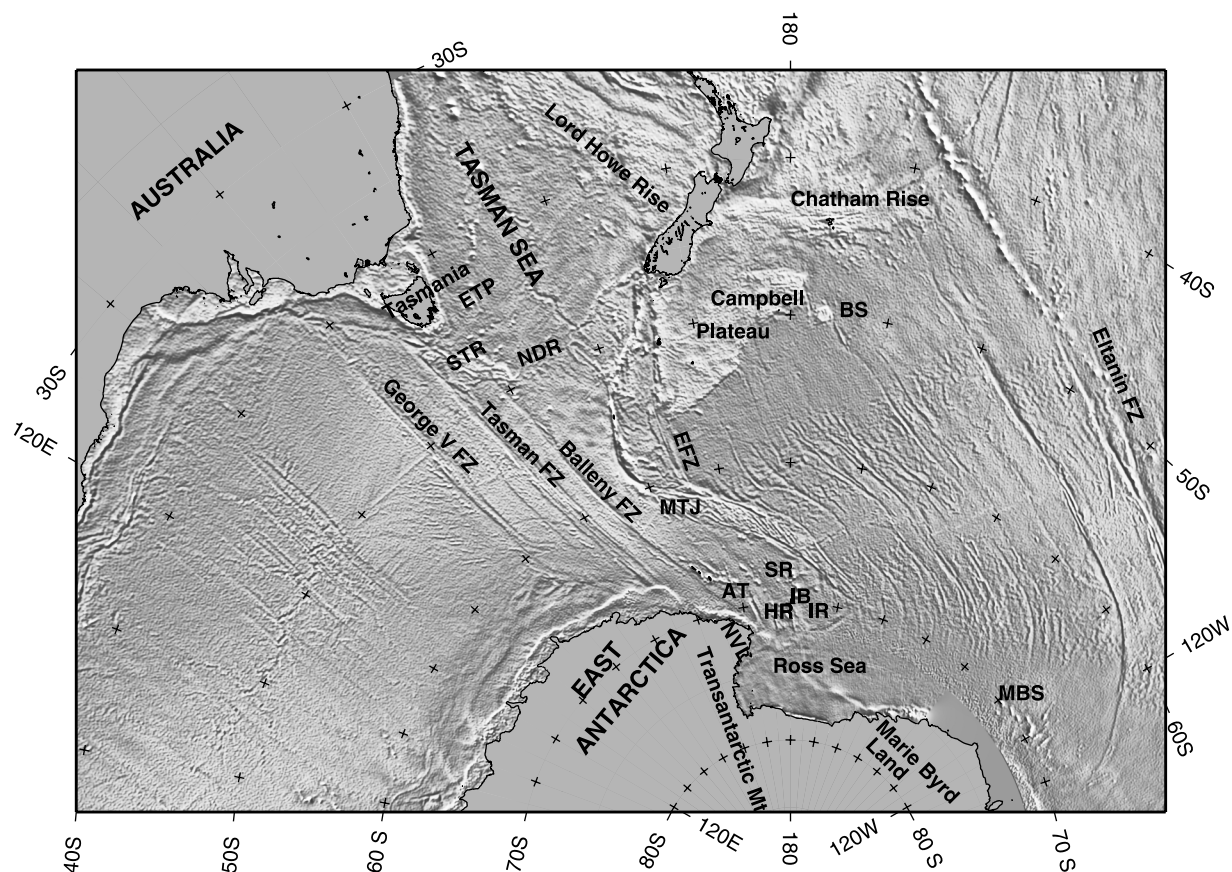 180
30S
AUSTRALIA
TASMAN SEA
Lord Howe Rise
Chatham Rise
Tasmania
ETP
Campbell
Plateau
BS
40S
STR
NDR
Eltanin FZ
30S
120E
George V FZ
Tasman FZ
Balleny FZ
EFZ
MTJ
50S
SR
AT
IB
HR
IR
NVL
120W
EAST
ANTARCTICA
Transantarctic Mt
Ross Sea
MBS
Marie Byrd
Land
60S
40S
50S
60 S
70S
80S
120E
180
120W
80 S
70 S